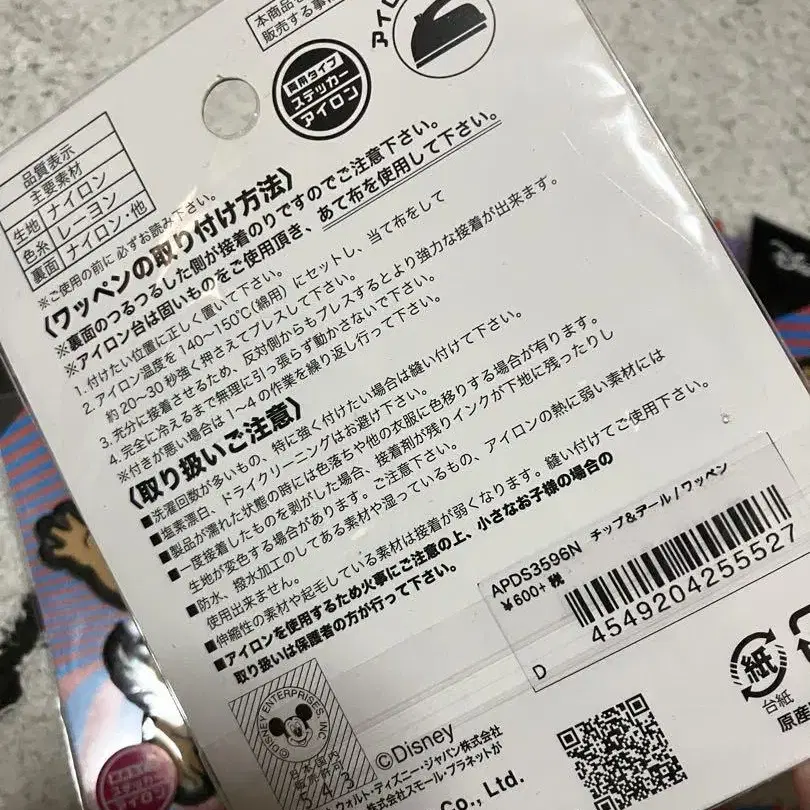 本商品を
販売する事
両用タイプ
ステッカー
アイロン
品質表示
主要素材
生地 ナイロン
色糸 レーヨン
裏面 ナイロン・他
※ご使用の前に必ずお読み下さい。
〈ワッペンの取り付け方法〉
※裏面のつるつるした側が接着のりですのでご注意下さい。
※アイロン台は固いものをご使用頂き、あて布を使用して下さい。
1. 付けたい位置に正しく置いて下さい。
2. アイロン温度を140〜150℃(綿用)にセットし、当て布をして
約20〜30秒強く押さえてプレスして下さい。
3. 充分に接着させるため、反対側からもプレスするとより強力な接着が出来ます。
4. 完全に冷えるまで無理に引っ張らず動かさないで下さい。
※付きが悪い場合は1〜4の作業を繰り返し行って下さい。
〈取り扱いご注意〉
■洗濯回数が多いもの、特に強く付けたい場合は縫い付けて下さい。
■塩素漂白、ドライクリーニングはお避け下さい。
■製品が濡れた状態の時には色落ちや他の衣服に色移りする場合が有ります。
■一度接着したものを剥がした場合、接着剤が残りインクが下地に残ったりし
生地が変色する場合があります。ご注意下さい。
■防水、撥水加工のしてある素材や湿っているもの、アイロンの熱に弱い素材には
使用出来ません。
■伸縮性の素材や起毛している素材は接着が弱くなります。縫い付けてご使用下さい。
■アイロンを使用するため火事にご注意の上、小さなお子様の場合の
取り扱いは保護者の方が行って下さい。
APDS3596N チップ&デール/ワッペン
¥600+税
4549204255527
D
紙
台紙
©DISNEY ENTERPRISES, INC.
543
©Disney
ウォルト・ディズニー・ジャパン株式会社
株式会社スモール・プラネットが
Co., Ltd.
両用タイプ
ステッカー
アイロン